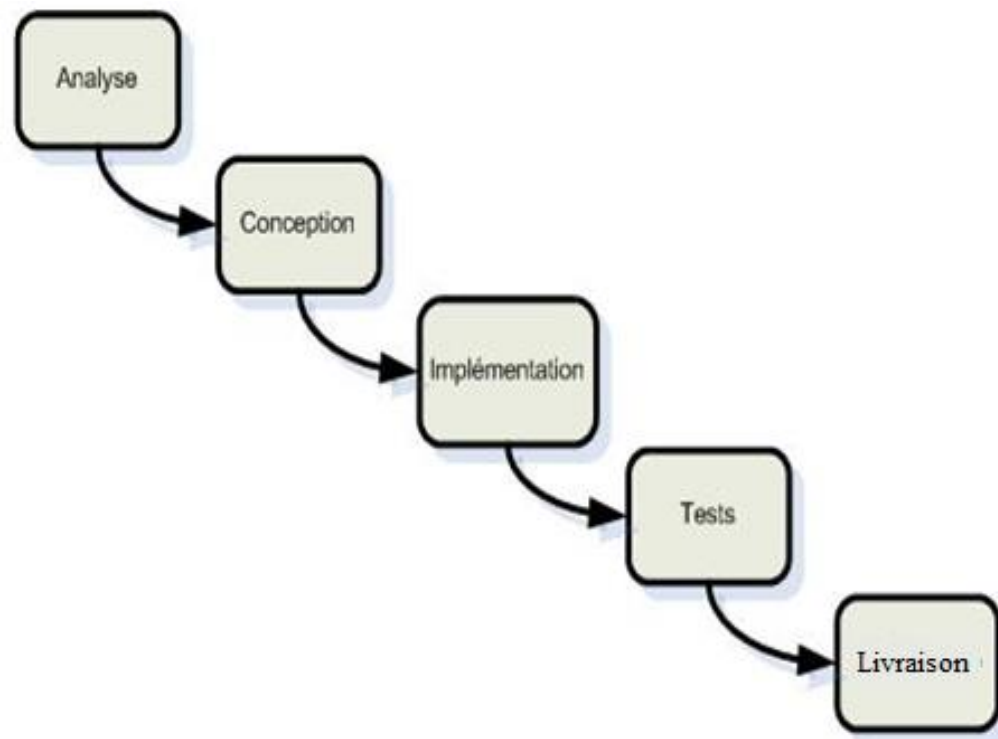 Analyse
Conception
Implémentation
Tests
Livraison